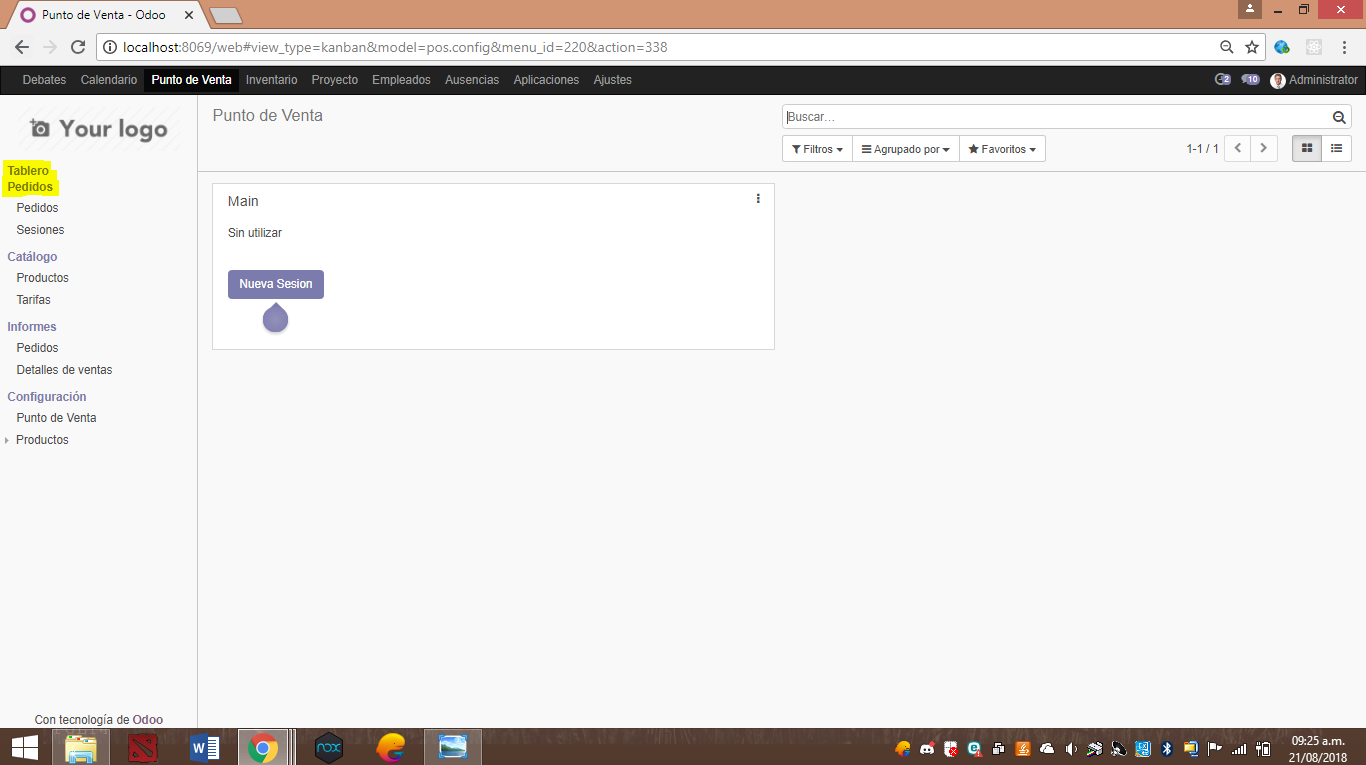 Punto de Venta - Odoo
localhost:8069/web#view_type=kanban&model=pos.config&menu_id=220&action=338
Debates Calendario Punto de Venta Inventario Proyecto Empleados Ausencias Aplicaciones Ajustes 2 10 Administrator
Your logo
Punto de Venta
Buscar...
Filtros Agrupado por Favoritos 1-1 / 1
Tablero
Pedidos
Pedidos
Sesiones
Catálogo
Productos
Tarifas
Informes
Pedidos
Detalles de ventas
Configuración
Punto de Venta
Productos
Main
Sin utilizar
Nueva Sesion
Con tecnología de Odoo
nox
09:25 a.m.
21/08/2018